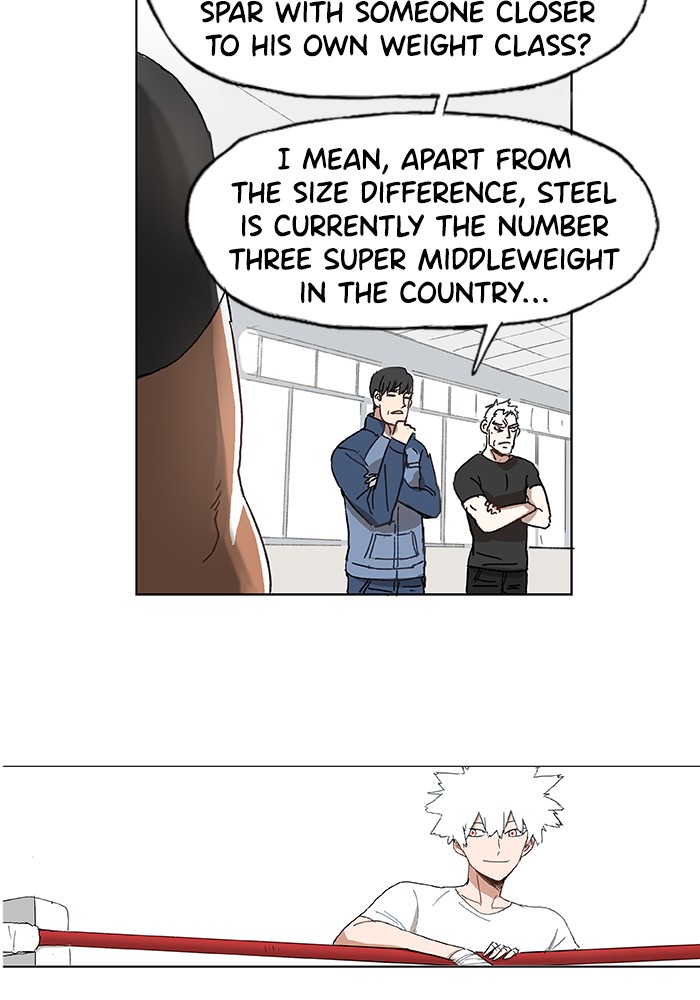 SPAR WITH SOMEONE CLOSER
TO HIS OWN WEIGHT CLASS?
I MEAN, APART FROM
THE SIZE DIFFERENCE, STEEL
IS CURRENTLY THE NUMBER
THREE SUPER MIDDLEWEIGHT
IN THE COUNTRY...